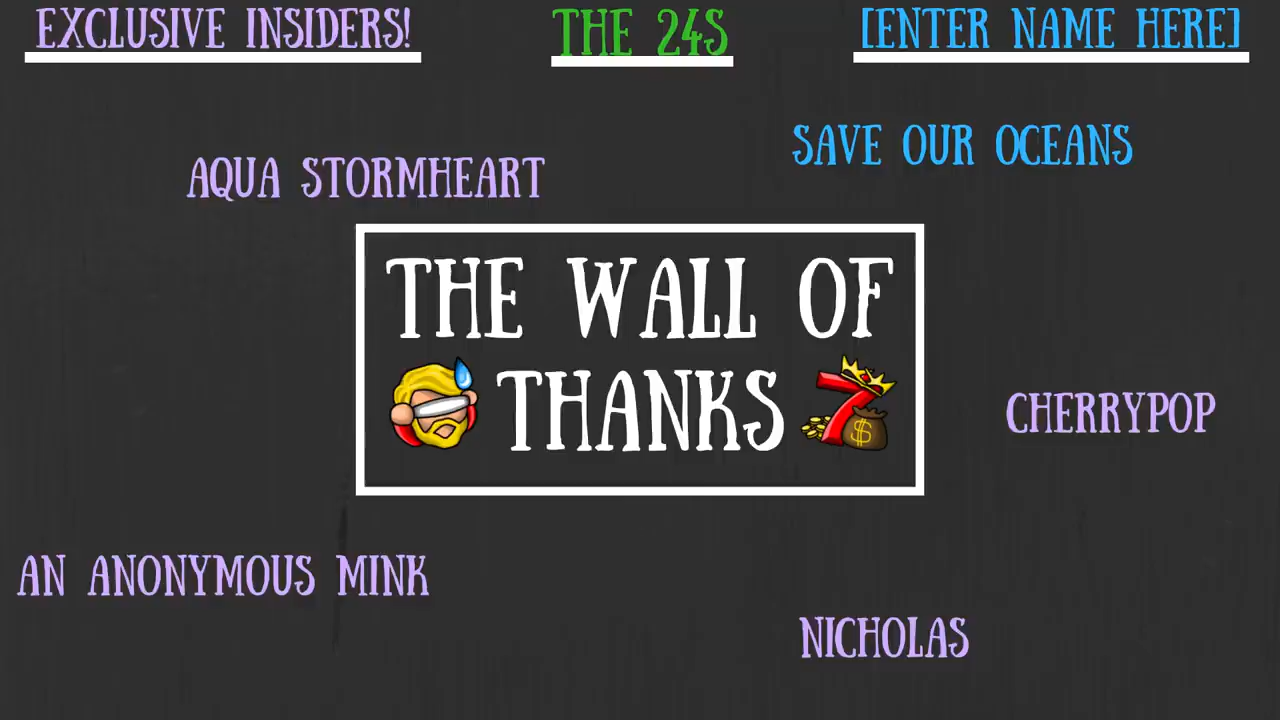 EXCLUSIVE INSIDERS!
THE 24S
[ENTER NAME HERE]
SAVE OUR OCEANS
AQUA STORMHEART
THE WALL OF
THANKS 7
$
CHERRYPOP
AN ANONYMOUS MINK
NICHOLAS